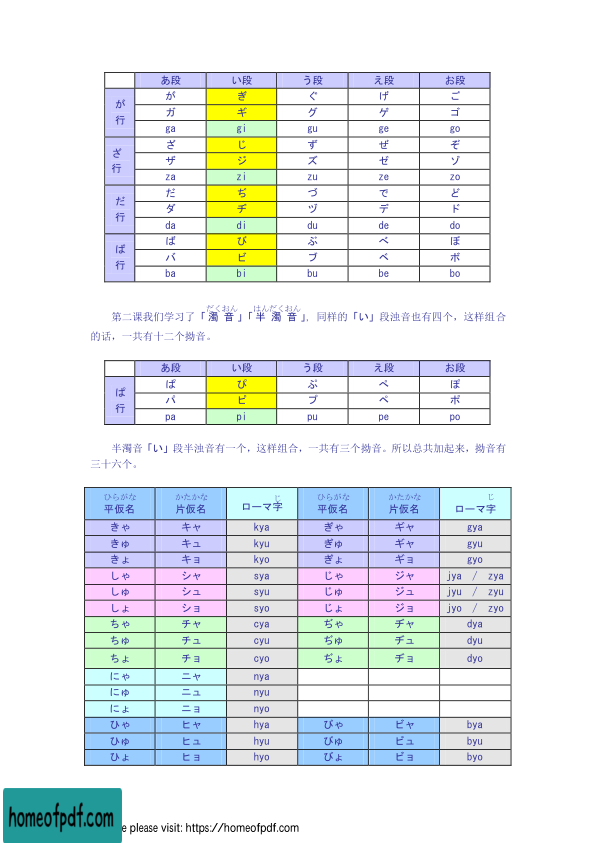 あ段 い段 う段 え段 お段
が行 が ぎ ぐ げ ご
ガ ギ グ ゲ ゴ
ga gi gu ge go
ざ行 ざ じ ず ぜ ぞ
ザ ジ ズ ゼ ゾ
za zi zu ze zo
だ行 だ ぢ づ で ど
ダ ヂ ヅ デ ド
da di du de do
ば行 ば び ぶ べ ぼ
バ ビ ブ ベ ボ
ba bi bu be bo
だくおん はんだくおん
第二课我们学习了「濁音」「半濁音」，同样的「い」段浊音也有四个，这样组合
的话，一共有十二个拗音。
あ段 い段 う段 え段 お段
ぱ行 ぱ ぴ ぷ ぺ ぽ
パ ピ プ ペ ポ
pa pi pu pe po
半濁音「い」段半浊音有一个，这样组合，一共有三个拗音。所以总共加起来，拗音有
三十六个。
ひらがな かたかな じ ひらがな かたかな じ
平仮名 片仮名 ローマ字 平仮名 片仮名 ローマ字
きゃ キャ kya ぎゃ ギャ gya
きゅ キュ kyu ぎゅ ギュ gyu
きょ キョ kyo ぎょ ギョ gyo
しゃ シャ sya じゃ ジャ jya / zya
しゅ シュ syu じゅ ジュ jyu / zyu
しょ ショ syo じょ ジョ jyo / zyo
ちゃ チャ cya ぢゃ ヂャ dya
ちゅ チュ cyu ぢゅ ヂュ dyu
ちょ チョ cyo ぢょ ヂョ dyo
にゃ ニャ nya
にゅ ニュ nyu
にょ ニョ nyo
ひゃ ヒャ hya びゃ ビャ bya
ひゅ ヒュ hyu びゅ ビュ byu
ひょ ヒョ hyo びょ ビョ byo
homeofpdf.com
e please visit: https://homeofpdf.com